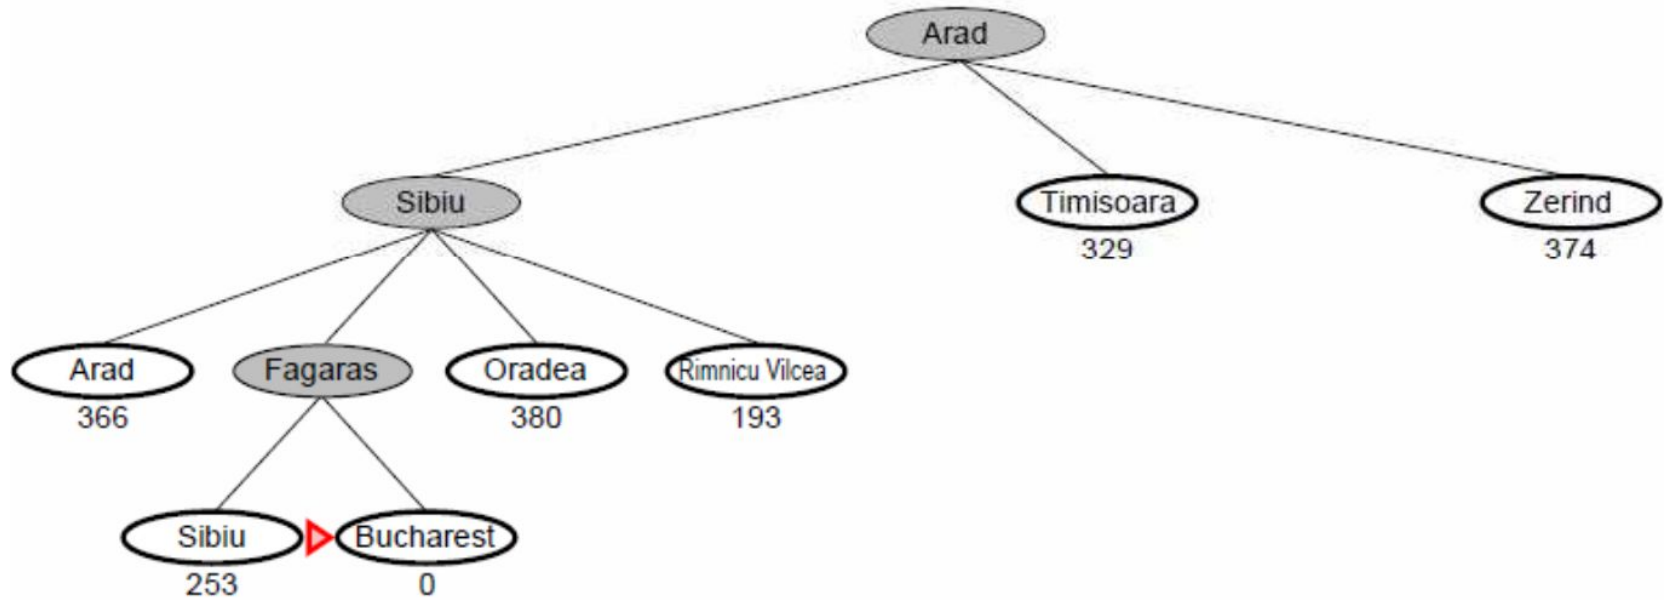 Arad
Sibiu
Timisoara
Zerind
329
374
Arad
Fagaras
Oradea
Rimnicu Vilcea
366
380
193
Sibiu
Bucharest
253
0